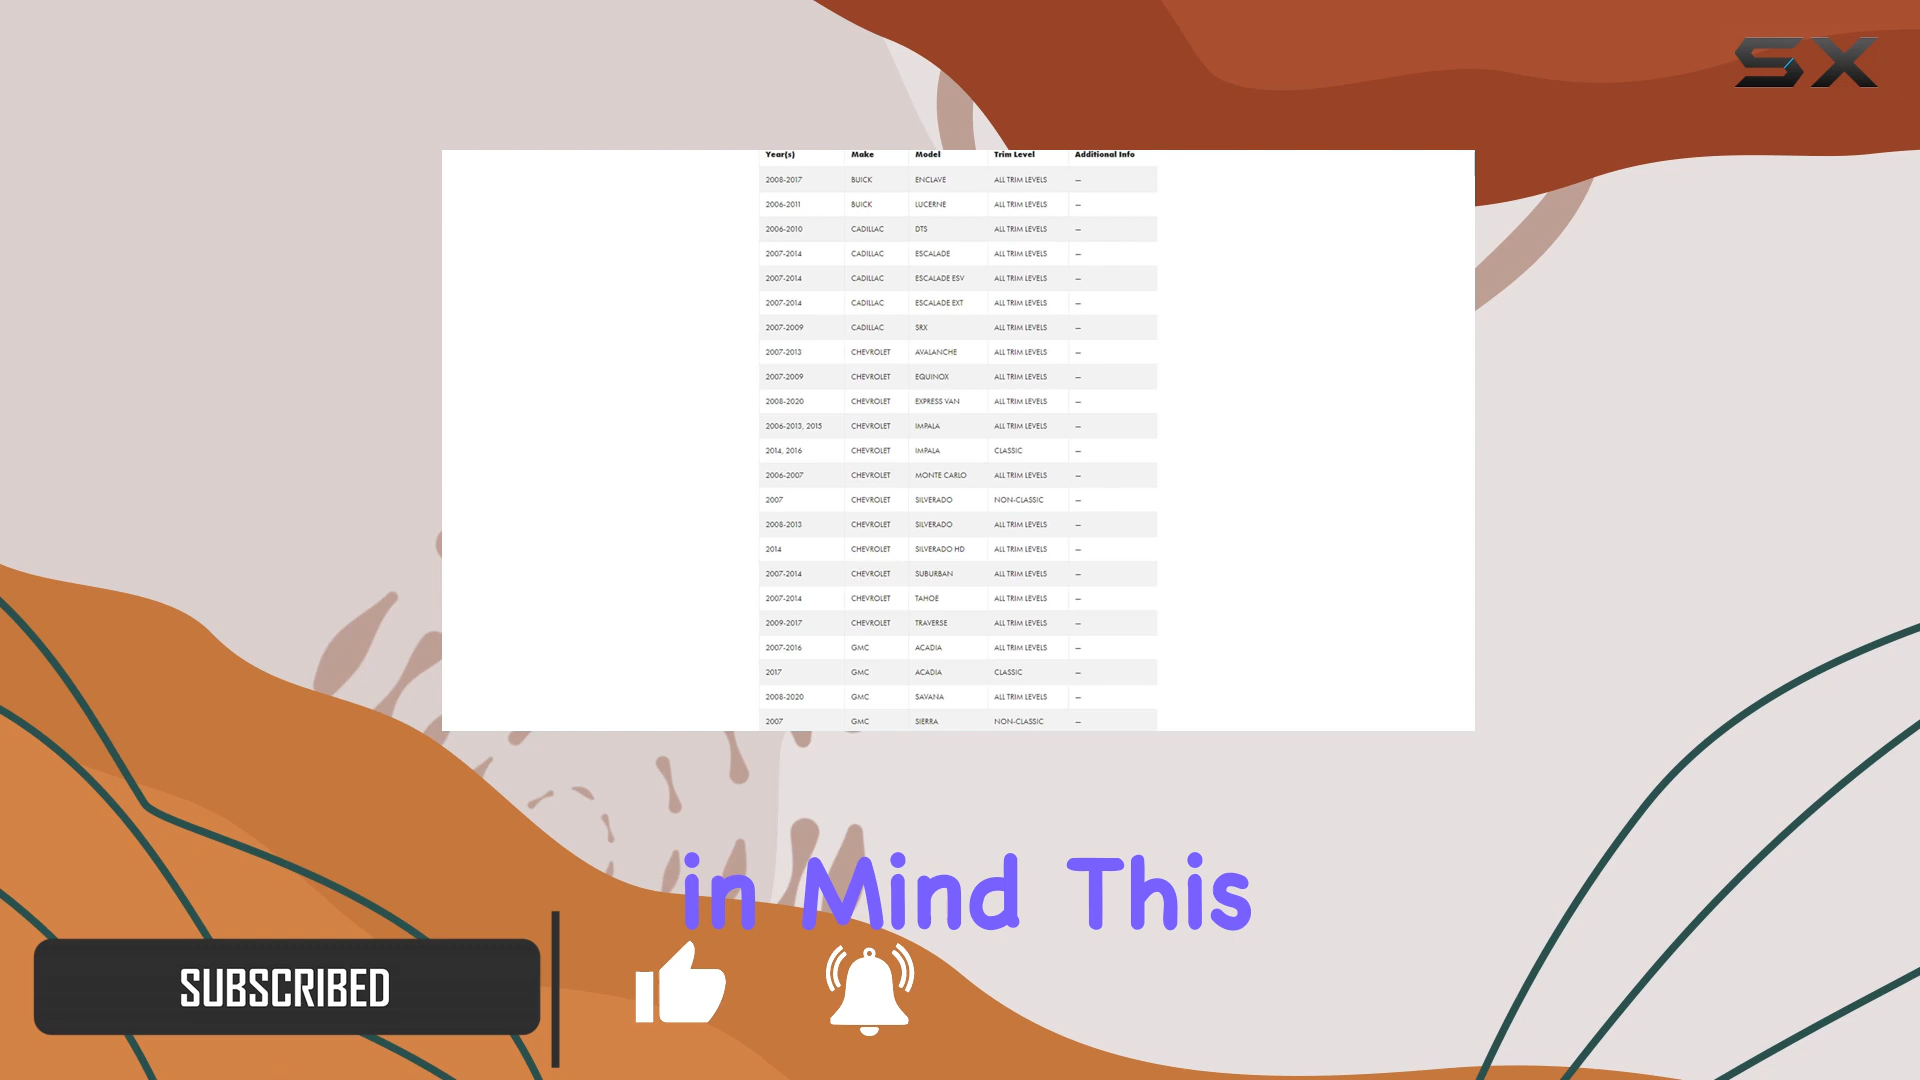 SX
Year(s) Make Model Trim Level Additional Info
2008-2017 BUICK ENCLAVE ALL TRIM LEVELS —
2006-2011 BUICK LUCERNE ALL TRIM LEVELS —
2006-2010 CADILLAC DTS ALL TRIM LEVELS —
2007-2014 CADILLAC ESCALADE ALL TRIM LEVELS —
2007-2014 CADILLAC ESCALADE ESV ALL TRIM LEVELS —
2007-2014 CADILLAC ESCALADE EXT ALL TRIM LEVELS —
2007-2009 CADILLAC SRX ALL TRIM LEVELS —
2007-2013 CHEVROLET AVALANCHE ALL TRIM LEVELS —
2007-2009 CHEVROLET EQUINOX ALL TRIM LEVELS —
2008-2020 CHEVROLET EXPRESS VAN ALL TRIM LEVELS —
2006-2013, 2015 CHEVROLET IMPALA ALL TRIM LEVELS —
2014, 2016 CHEVROLET IMPALA CLASSIC —
2006-2007 CHEVROLET MONTE CARLO ALL TRIM LEVELS —
2007 CHEVROLET SILVERADO NON-CLASSIC —
2008-2013 CHEVROLET SILVERADO ALL TRIM LEVELS —
2014 CHEVROLET SILVERADO HD ALL TRIM LEVELS —
2007-2014 CHEVROLET SUBURBAN ALL TRIM LEVELS —
2007-2014 CHEVROLET TAHOE ALL TRIM LEVELS —
2009-2017 CHEVROLET TRAVERSE ALL TRIM LEVELS —
2007-2016 GMC ACADIA ALL TRIM LEVELS —
2017 GMC ACADIA CLASSIC —
2008-2020 GMC SAVANA ALL TRIM LEVELS —
2007 GMC SIERRA NON-CLASSIC —
in Mind This
SUBSCRIBED